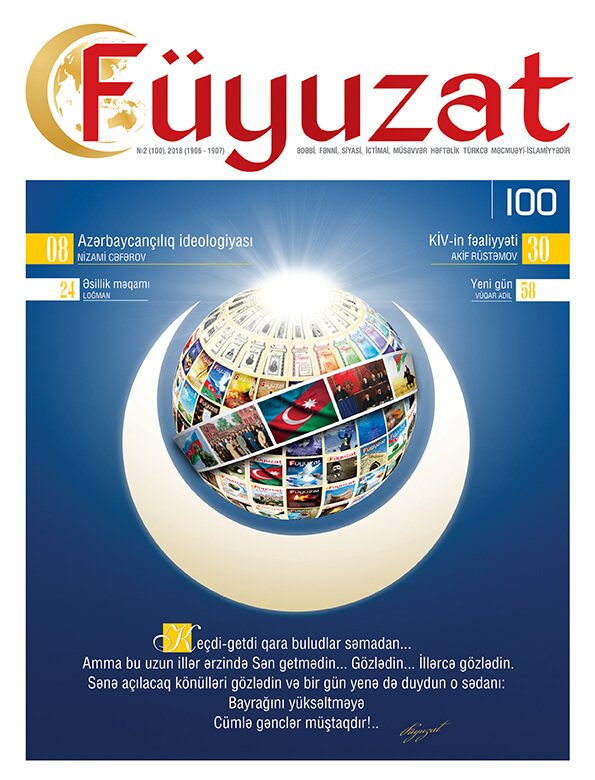 Füyuzat
№2 (100), 2018 (1906 - 1907)
ƏDƏBİ, FƏNNİ, SİYASİ, İCTİMAİ, MÜSƏVVƏR HƏFTƏLİK TÜRKCƏ MƏCMUƏYİ-İSLAMİYYƏDİR
100
08 Azərbaycançılıq ideologiyası
NİZAMİ CƏFƏROV
KİV-in fəaliyyəti 30
AKİF RÜSTƏMOV
24 Əsillik məqamı
LOĞMAN
Yeni gün 58
VÜQAR ADİL
Füyuzat
Füyuzat
Keçdi-getdi qara buludlar səmadan...
Amma bu uzun illər ərzində Sən getmədin... Gözlədin... İllərcə gözlədin.
Sənə açılacaq könülləri gözlədin və bir gün yenə də duydun o sədanı:
Bayrağını yüksəltməyə
Cümlə gənclər müştaqdır!..
Füyuzat